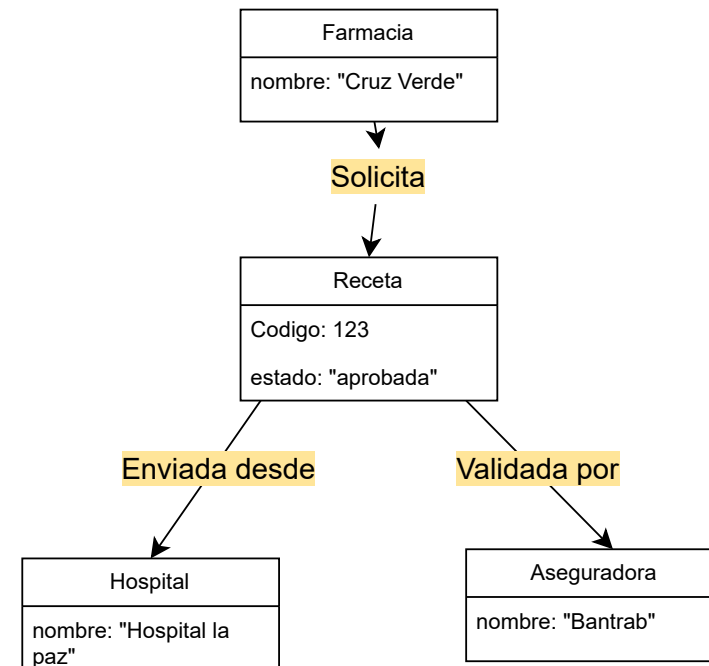 Farmacia
nombre: "Cruz Verde"
Solicita
Receta
Codigo: 123
estado: "aprobada"
Enviada desde
Validada por
Hospital
nombre: "Hospital la
paz"
Aseguradora
nombre: "Bantrab"